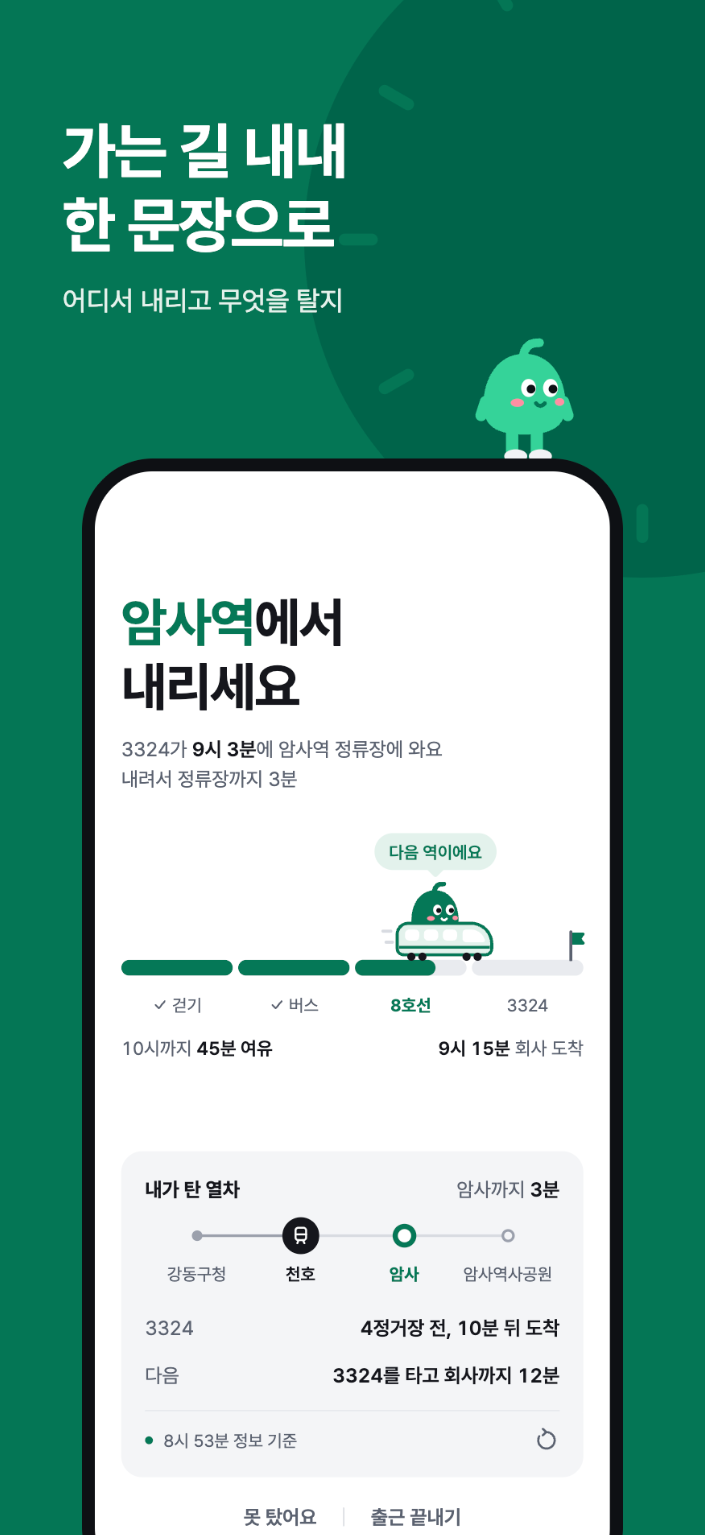 가는 길 내내
한 문장으로
어디서 내리고 무엇을 탈지
암사역에서
내리세요
3324가 9시 3분에 암사역 정류장에 와요
내려서 정류장까지 3분
다음 역이에요
걷기 버스 8호선 3324
10시까지 45분 여유 9시 15분 회사 도착
내가 탄 열차 암사까지 3분
강동구청 천호 암사 암사역사공원
3324 4정거장 전, 10분 뒤 도착
다음 3324를 타고 회사까지 12분
8시 53분 정보 기준
못 탔어요 출근 끝내기